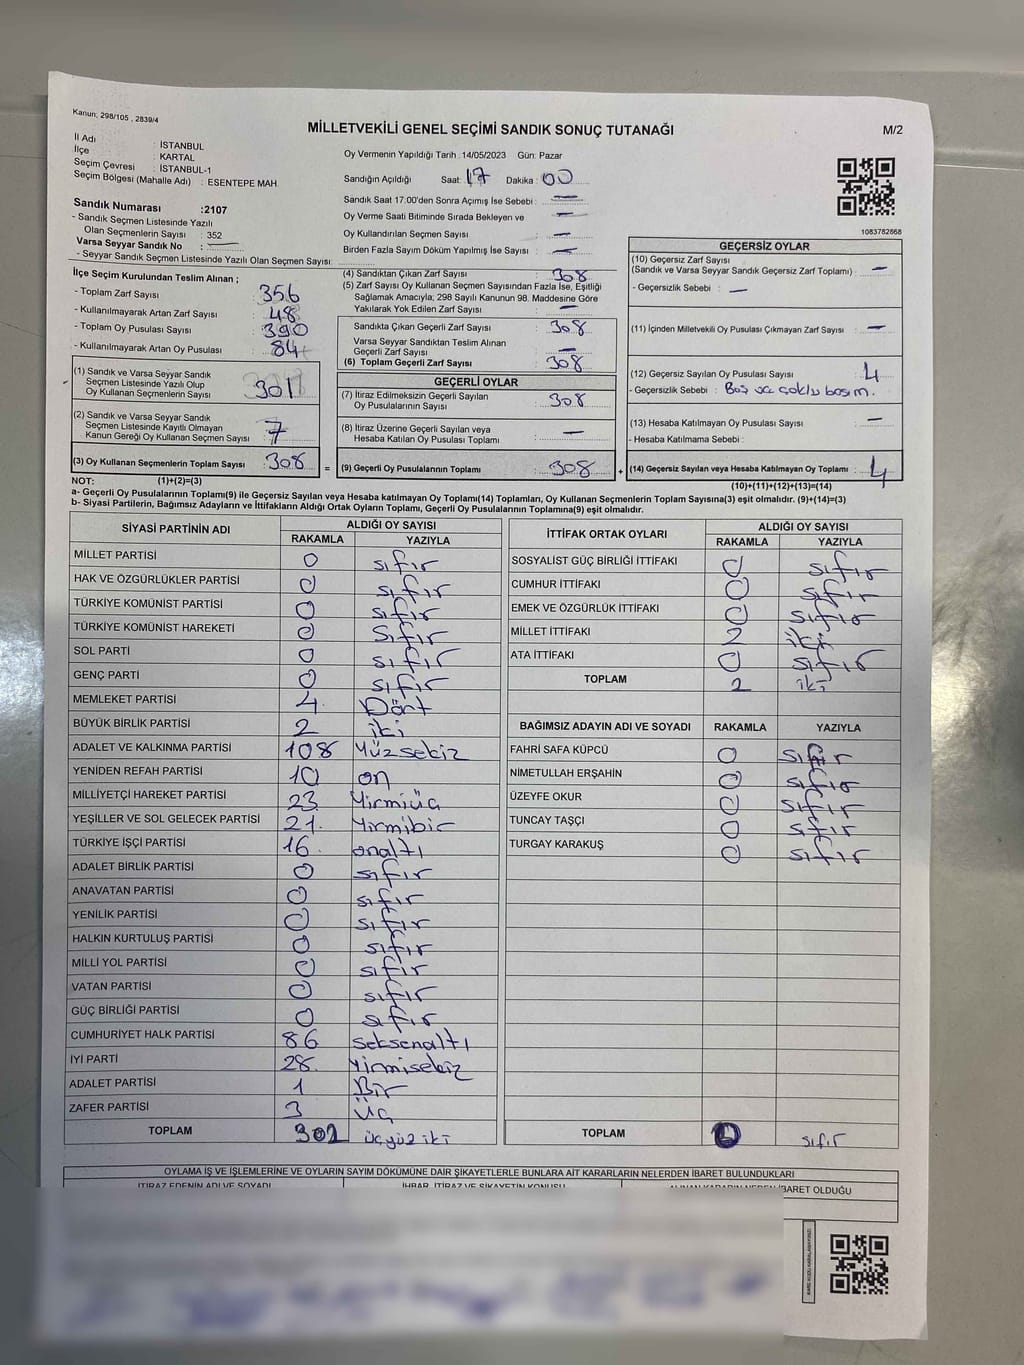 Kanun; 298/105 , 2839/4
MİLLETVEKİLİ GENEL SEÇİMİ SANDIK SONUÇ TUTANAĞI
M/2
İl Adı : İSTANBUL
İlçe : KARTAL
Seçim Çevresi : İSTANBUL-1
Seçim Bölgesi (Mahalle Adı) : ESENTEPE MAH.
Sandık Numarası :2107
- Sandık Seçmen Listesinde Yazılı
Olan Seçmenlerin Sayısı : 352
Varsa Seyyar Sandık No : —
- Seyyar Sandık Seçmen Listesinde Yazılı Olan Seçmen Sayısı:
Oy Vermenin Yapıldığı Tarih :14/05/2023 Gün: Pazar
Sandığın Açıldığı Saat: 17 Dakika : 00
Sandık Saat 17.00'den Sonra Açımış İse Sebebi : —
Oy Verme Saati Bitiminde Sırada Bekleyen ve : —
Oy Kullandırılan Seçmen Sayısı : —
Birden Fazla Sayım Döküm Yapılmış İse Sayısı : —
1083782668
İlçe Seçim Kurulundan Teslim Alınan ;
- Toplam Zarf Sayısı : 356
- Kullanılmayarak Artan Zarf Sayısı : 48
- Toplam Oy Pusulası Sayısı : 390
- Kullanılmayarak Artan Oy Pusulası : 84
(1) Sandık ve Varsa Seyyar Sandık
Seçmen Listesinde Yazılı Olup
Oy Kullanan Seçmenlerin Sayısı : 301
(2) Sandık ve Varsa Seyyar Sandık
Seçmen Listesinde Kayıtlı Olmayan
Kanun Gereği Oy Kullanan Seçmen Sayısı : 7
(3) Oy Kullanan Seçmenlerin Toplam Sayısı : 308
(4) Sandıktan Çıkan Zarf Sayısı : 308
(5) Zarf Sayısı Oy Kullanan Seçmen Sayısından Fazla İse, Eşitliği
Sağlamak Amacıyla; 298 Sayılı Kanunun 98. Maddesine Göre
Yakılarak Yok Edilen Zarf Sayısı : —
Sandıkta Çıkan Geçerli Zarf Sayısı : 308
Varsa Seyyar Sandıktan Teslim Alınan
Geçerli Zarf Sayısı : —
(6) Toplam Geçerli Zarf Sayısı : 308
GEÇERLİ OYLAR
(7) İtiraz Edilmeksizin Geçerli Sayılan
Oy Pusulalarının Sayısı : 308
(8) İtiraz Üzerine Geçerli Sayılan veya
Hesaba Katılan Oy Pusulası Toplamı : —
= (9) Geçerli Oy Pusulalarının Toplamı : 308
GEÇERSİZ OYLAR
(10) Geçersiz Zarf Sayısı
(Sandık ve Varsa Seyyar Sandık Geçersiz Zarf Toplamı) : —
- Geçersizlik Sebebi : —
(11) İçinden Milletvekili Oy Pusulası Çıkmayan Zarf Sayısı : —
(12) Geçersiz Sayılan Oy Pusulası Sayısı : 4
- Geçersizlik Sebebi : Boş ve çoklu basım.
(13) Hesaba Katılmayan Oy Pusulası Sayısı : —
- Hesaba Katılmama Sebebi :
+ (14) Geçersiz Sayılan veya Hesaba Katılmayan Oy Toplamı : 4
NOT: (1)+(2)=(3)
(10)+(11)+(12)+(13)=(14)
a- Geçerli Oy Pusulalarının Toplamı(9) ile Geçersiz Sayılan veya Hesaba katılmayan Oy Toplamı(14) Toplamları, Oy Kullanan Seçmenlerin Toplam Sayısına(3) eşit olmalıdır. (9)+(14)=(3)
b- Siyasi Partilerin, Bağımsız Adayların ve İttifakların Aldığı Ortak Oyların Toplamı, Geçerli Oy Pusulalarının Toplamına(9) eşit olmalıdır.
SİYASİ PARTİNİN ADI ALDIĞI OY SAYISI
RAKAMLA YAZIYLA
MİLLET PARTİSİ 0 sıfır
HAK VE ÖZGÜRLÜKLER PARTİSİ 0 sıfır
TÜRKİYE KOMÜNİST PARTİSİ 0 sıfır
TÜRKİYE KOMÜNİST HAREKETİ 0 sıfır
SOL PARTİ 0 sıfır
GENÇ PARTİ 0 sıfır
MEMLEKET PARTİSİ 4 Dört
BÜYÜK BİRLİK PARTİSİ 2 iki
ADALET VE KALKINMA PARTİSİ 108 Yüzsekiz
YENİDEN REFAH PARTİSİ 10 on
MİLLİYETÇİ HAREKET PARTİSİ 23 Yirmiüç
YEŞİLLER VE SOL GELECEK PARTİSİ 21 Yirmibir
TÜRKİYE İŞÇİ PARTİSİ 16 onaltı
ADALET BİRLİK PARTİSİ 0 sıfır
ANAVATAN PARTİSİ 0 sıfır
YENİLİK PARTİSİ 0 sıfır
HALKIN KURTULUŞ PARTİSİ 0 sıfır
MİLLİ YOL PARTİSİ 0 sıfır
VATAN PARTİSİ 0 sıfır
GÜÇ BİRLİĞİ PARTİSİ 0 sıfır
CUMHURİYET HALK PARTİSİ 86 Seksenaltı
İYİ PARTİ 28 Yirmisekiz
ADALET PARTİSİ 1 Bir
ZAFER PARTİSİ 3 Üç
TOPLAM 302 üçyüz iki
İTTİFAK ORTAK OYLARI ALDIĞI OY SAYISI
RAKAMLA YAZIYLA
SOSYALİST GÜÇ BİRLİĞİ İTTİFAKI 0 sıfır
CUMHUR İTTİFAKI 0 sıfır
EMEK VE ÖZGÜRLÜK İTTİFAKI 0 sıfır
MİLLET İTTİFAKI 2 iki
ATA İTTİFAKI 0 sıfır
TOPLAM 2 iki
BAĞIMSIZ ADAYIN ADI VE SOYADI RAKAMLA YAZIYLA
FAHRİ SAFA KÜPCÜ 0 sıfır
NİMETULLAH ERŞAHİN 0 sıfır
ÜZEYFE OKUR 0 sıfır
TUNCAY TAŞÇI 0 sıfır
TURGAY KARAKUŞ 0 sıfır
TOPLAM 0 sıfır
OYLAMA İŞ VE İŞLEMLERİNE VE OYLARIN SAYIM DÖKÜMÜNE DAİR ŞİKAYETLERLE BUNLARA AİT KARARLARIN NELERDEN İBARET BULUNDUKLARI
İTİRAZ EDENİN ADI VE SOYADI İHBAR, İTİRAZ VE ŞİKAYETİN KONUSU İBARET OLDUĞU